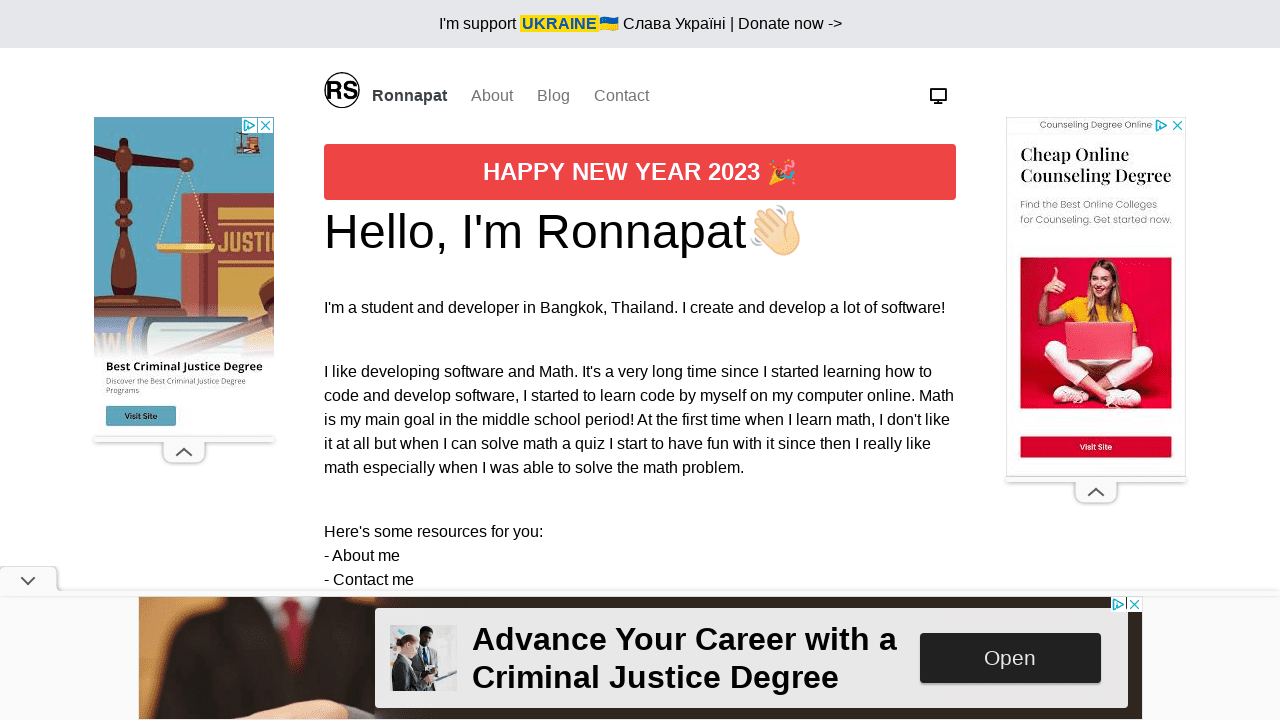 I'm support UKRAINE🇺🇦 Слава Україні | Donate now ->
RS Ronnapat About Blog Contact
HAPPY NEW YEAR 2023 🎉
Hello, I'm Ronnapat👋🏻
I'm a student and developer in Bangkok, Thailand. I create and develop a lot of software!
I like developing software and Math. It's a very long time since I started learning how to
code and develop software, I started to learn code by myself on my computer online. Math
is my main goal in the middle school period! At the first time when I learn math, I don't like
it at all but when I can solve math a quiz I start to have fun with it since then I really like
math especially when I was able to solve the math problem.
Here's some resources for you:
- About me
- Contact me
JUSTIC
Best Criminal Justice Degree
Discover the Best Criminal Justice Degree
Programs
Visit Site
Counseling Degree Online
Cheap Online
Counseling Degree
Find the Best Online Colleges
for Counseling. Get started now.
Visit Site
Advance Your Career with a
Criminal Justice Degree
Open